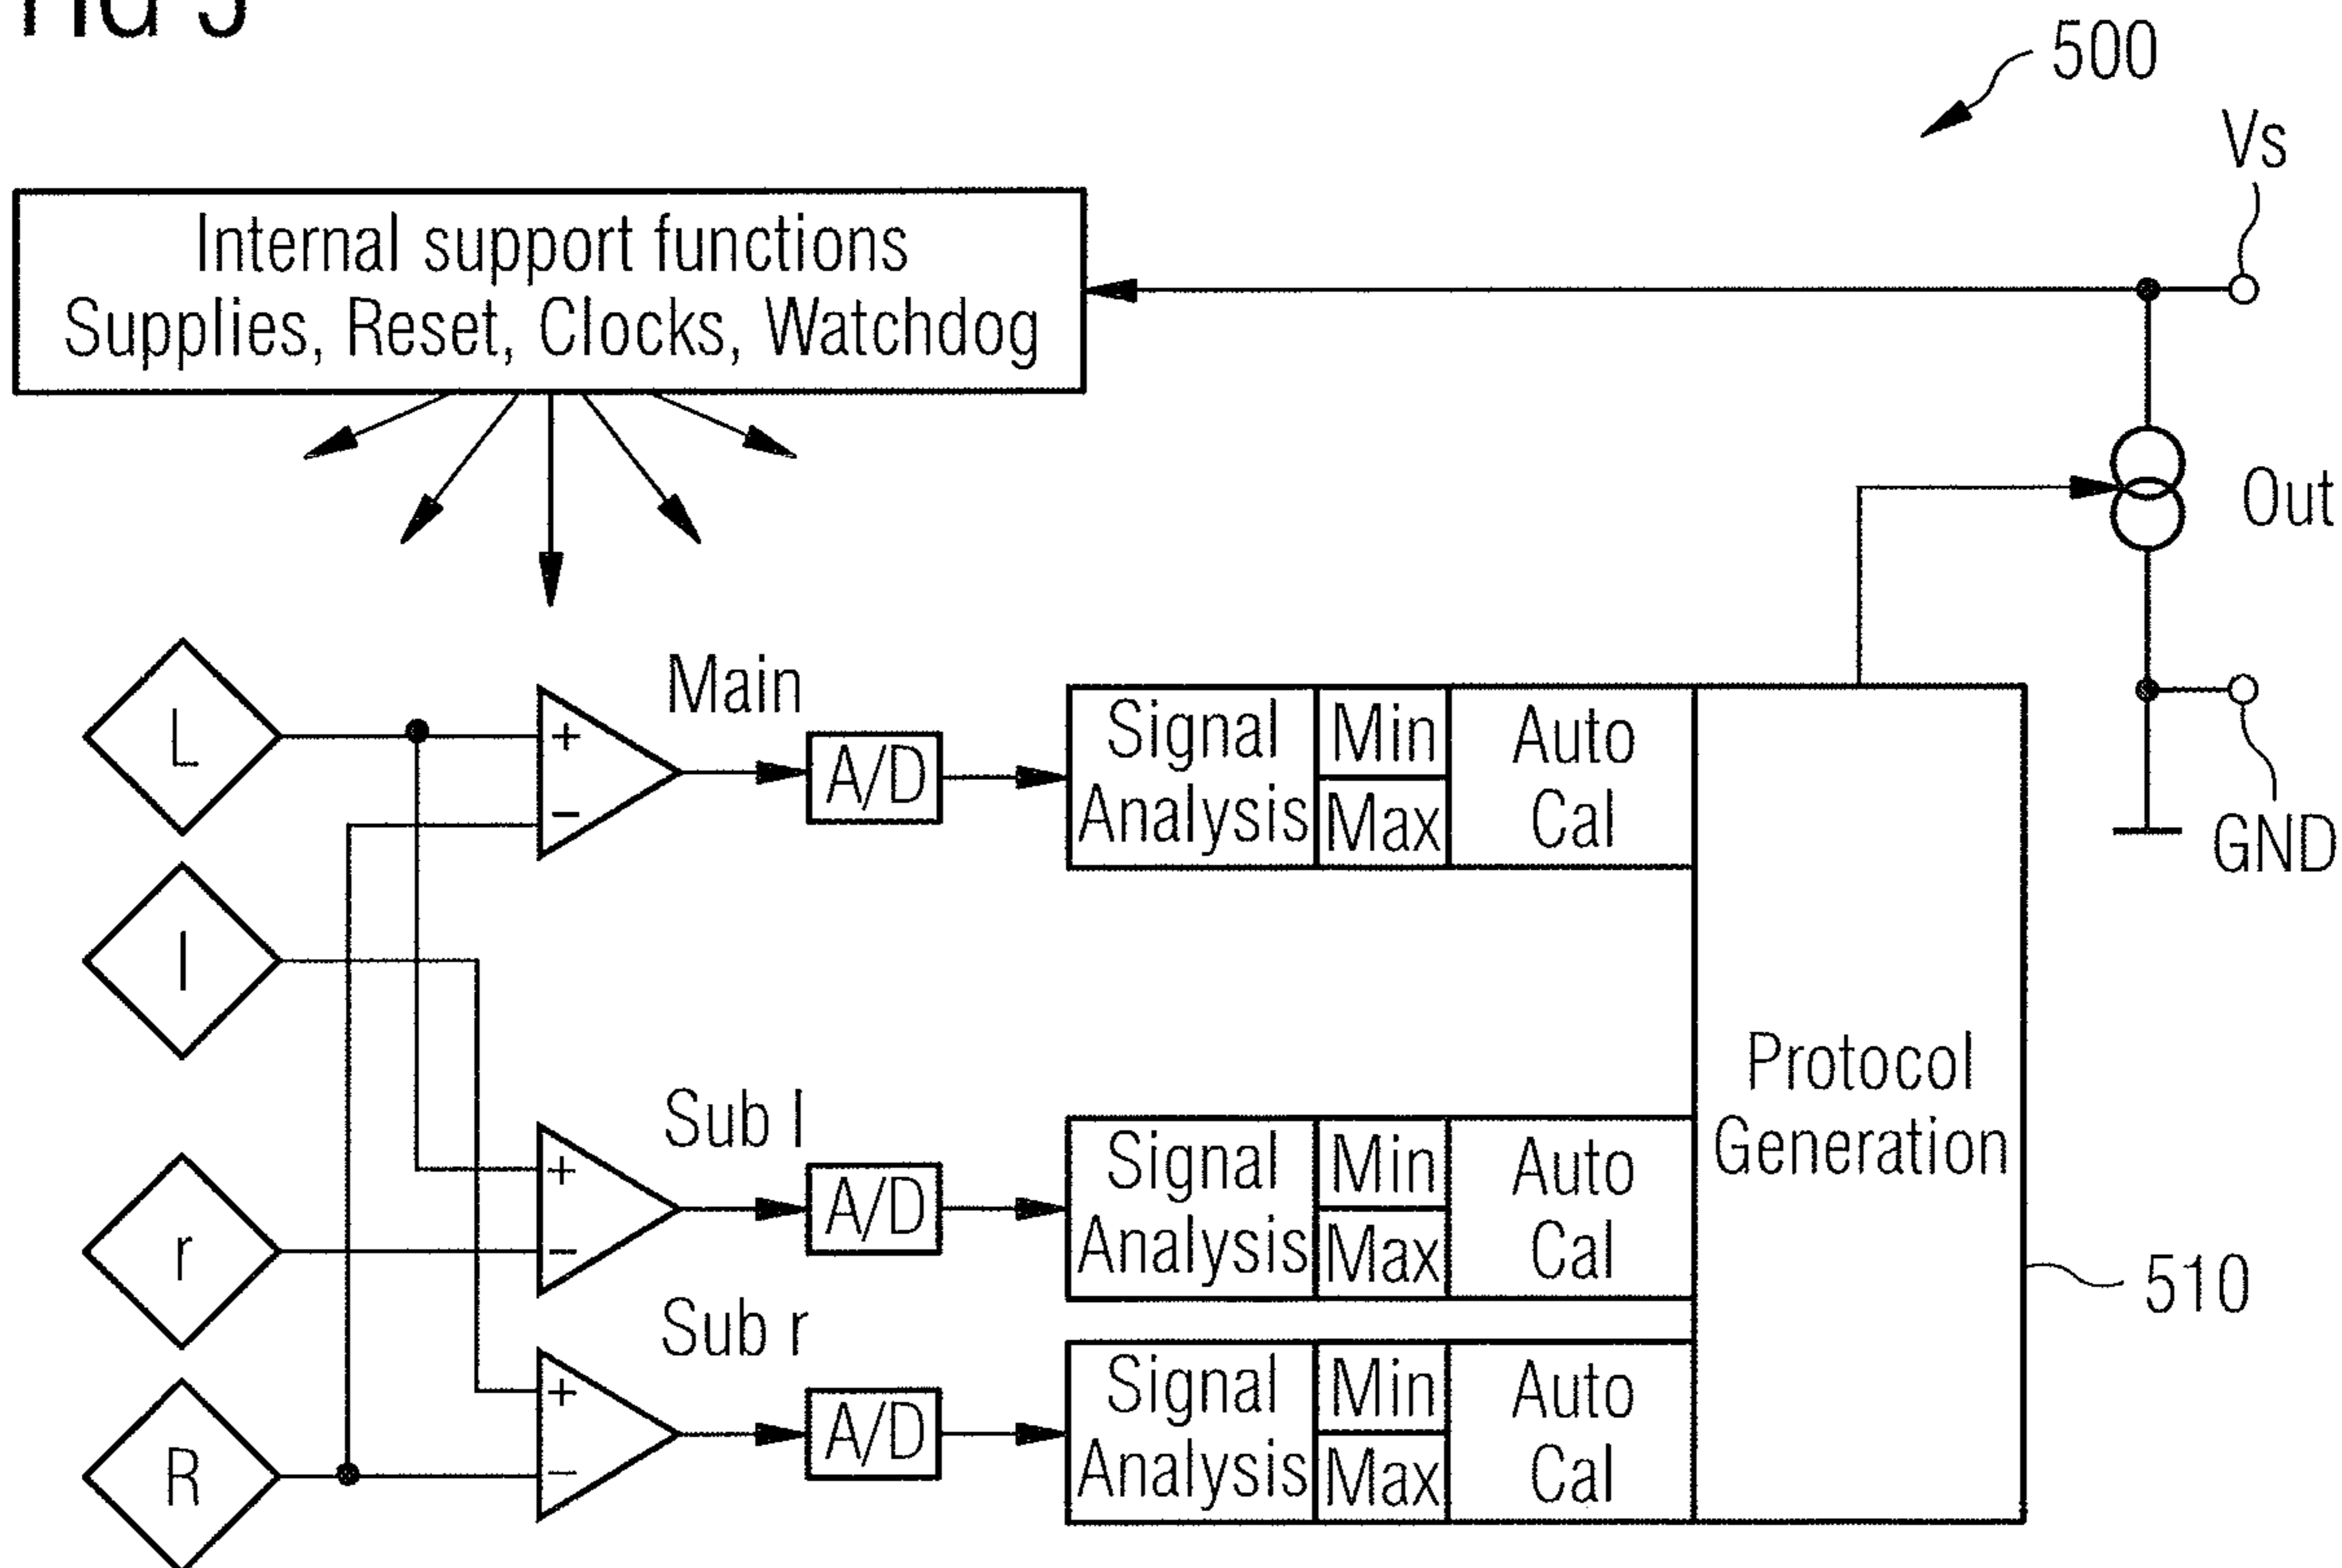 500
Vs
Internal support functions
Supplies, Reset, Clocks, Watchdog
Out
GND
L
+
−
Main
A/D
Signal
Analysis
Min
Max
Auto
Cal
l
r
+
−
Sub l
A/D
Signal
Analysis
Min
Max
Auto
Cal
Protocol
Generation
510
R
+
−
Sub r
A/D
Signal
Analysis
Min
Max
Auto
Cal